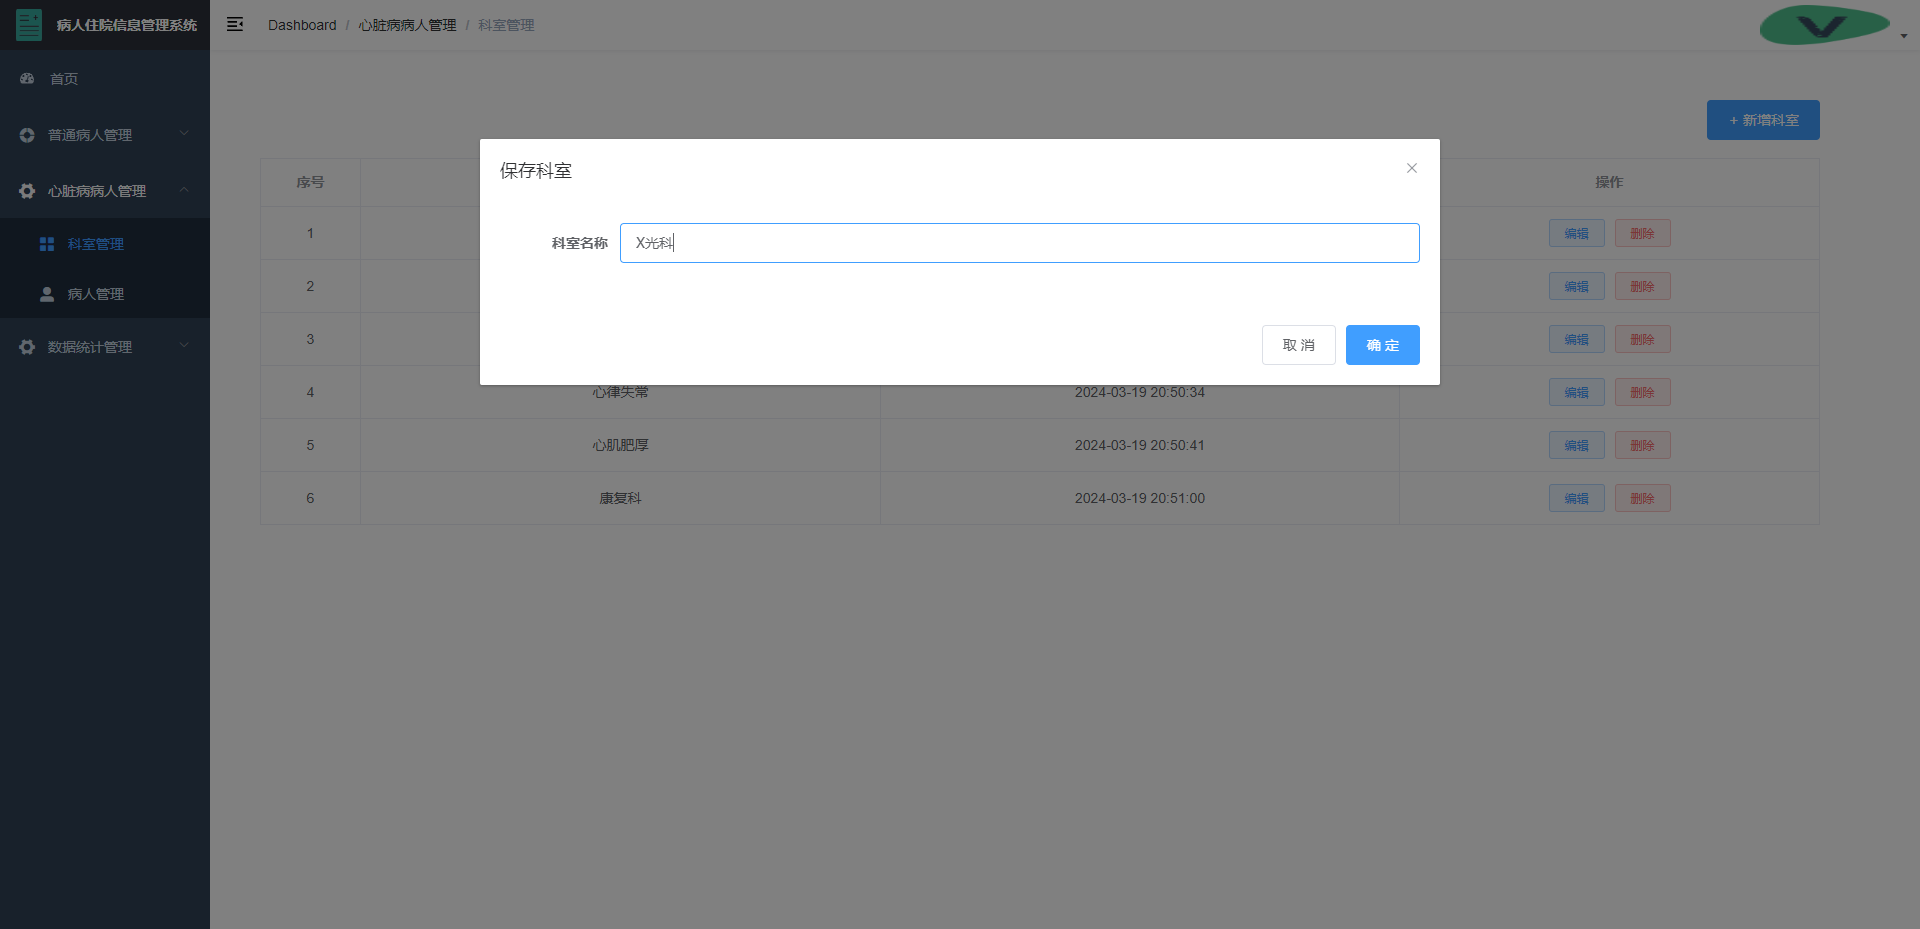 病人住院信息管理系统
Dashboard / 心脏病病人管理 / 科室管理
首页
普通病人管理
心脏病病人管理
科室管理
病人管理
数据统计管理
+ 新增科室
保存科室
科室名称 X光科
取 消 确 定
序号 操作
1 编辑 删除
2 编辑 删除
3 编辑 删除
4 心律失常 2024-03-19 20:50:34 编辑 删除
5 心肌肥厚 2024-03-19 20:50:41 编辑 删除
6 康复科 2024-03-19 20:51:00 编辑 删除